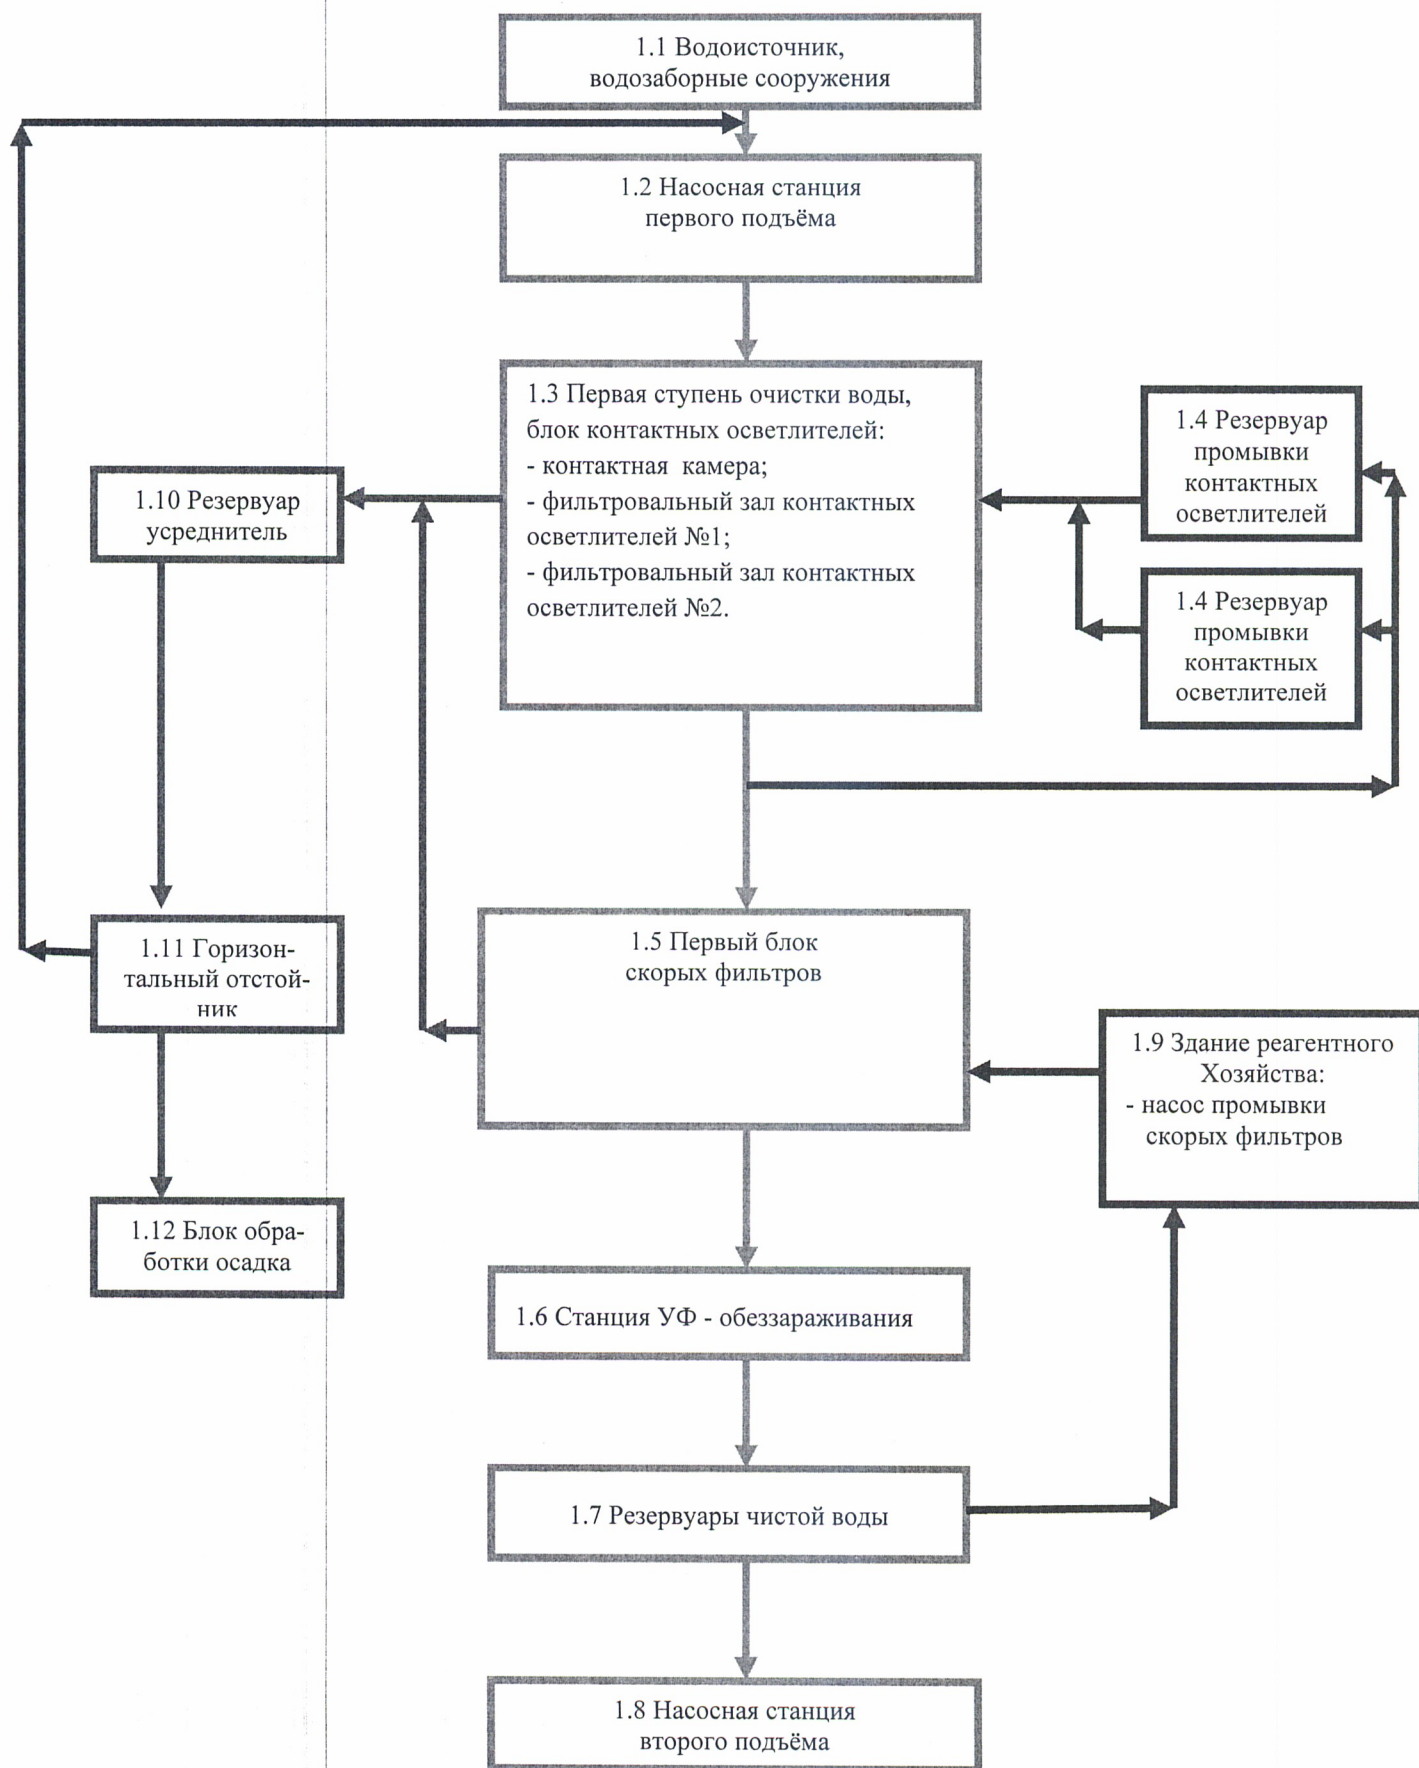 1.1 Водоисточник,
водозаборные сооружения
1.2 Насосная станция
первого подъёма
1.3 Первая ступень очистки воды,
блок контактных осветлителей:
- контактная камера;
- фильтровальный зал контактных
осветлителей №1;
- фильтровальный зал контактных
осветлителей №2.
1.4 Резервуар
промывки
контактных
осветлителей
1.4 Резервуар
промывки
контактных
осветлителей
1.10 Резервуар
усреднитель
1.11 Горизон-
тальный отстой-
ник
1.12 Блок обра-
ботки осадка
1.5 Первый блок
скорых фильтров
1.9 Здание реагентного
Хозяйства:
- насос промывки
скорых фильтров
1.6 Станция УФ - обеззараживания
1.7 Резервуары чистой воды
1.8 Насосная станция
второго подъёма